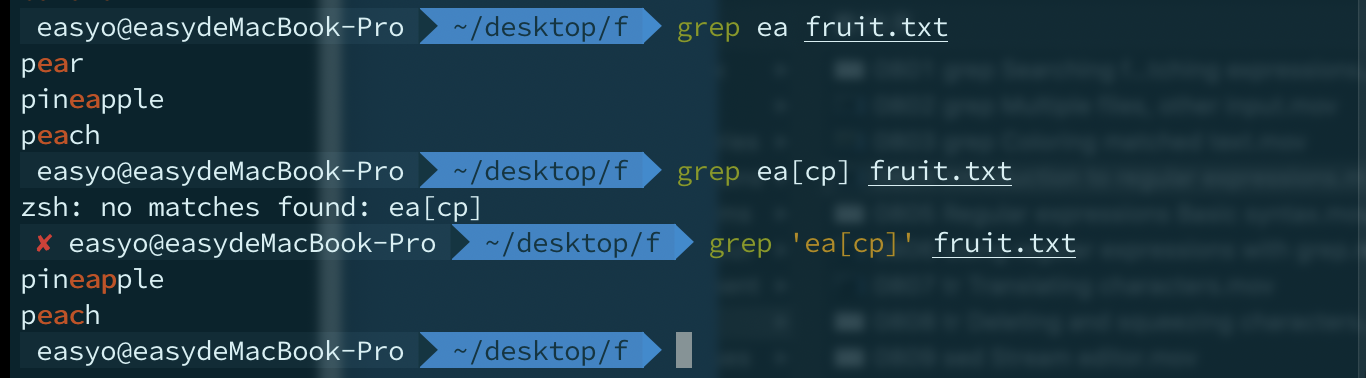 easyo@easydeMacBook-Pro ~/desktop/f grep ea fruit.txt
pear
pineapple
peach
easyo@easydeMacBook-Pro ~/desktop/f grep ea[cp] fruit.txt
zsh: no matches found: ea[cp]
✘ easyo@easydeMacBook-Pro ~/desktop/f grep 'ea[cp]' fruit.txt
pineapple
peach
easyo@easydeMacBook-Pro ~/desktop/f